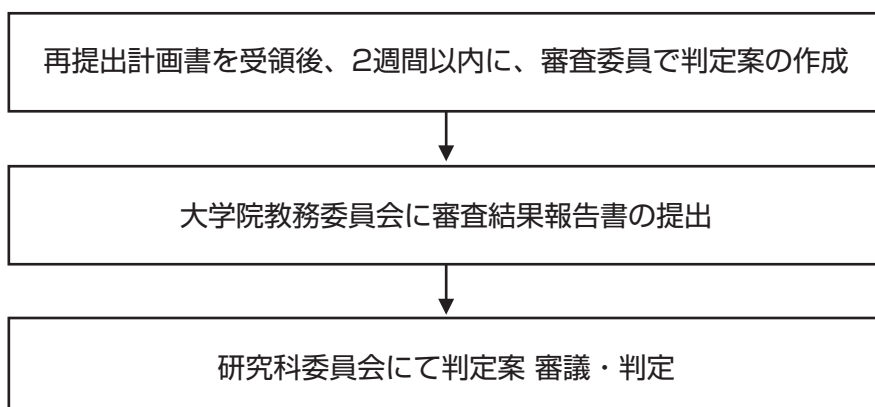 再提出計画書を受領後、2週間以内に、審査委員で判定案の作成
大学院教務委員会に審査結果報告書の提出
研究科委員会にて判定案 審議・判定